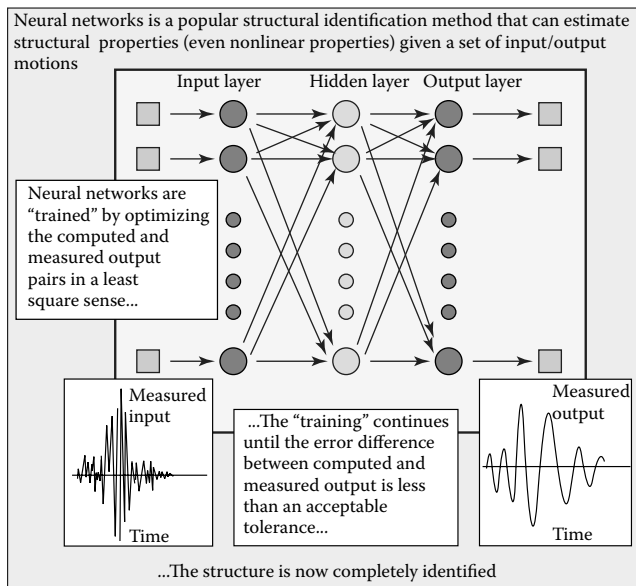 Neural networks is a popular structural identification method that can estimate
structural properties (even nonlinear properties) given a set of input/output
motions
Input layer Hidden layer Output layer
Neural networks are
“trained” by optimizing
the computed and
measured output
pairs in a least
square sense...
Measured
input
Time
...The “training” continues
until the error difference
between computed and
measured output is less
than an acceptable
tolerance...
Measured
output
Time
...The structure is now completely identified